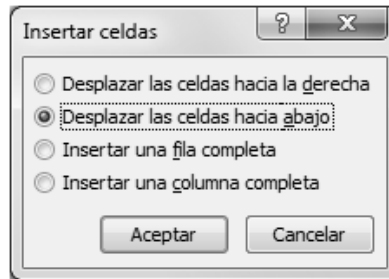 Insertar celdas
Desplazar las celdas hacia la derecha
Desplazar las celdas hacia abajo
Insertar una fila completa
Insertar una columna completa
Aceptar Cancelar